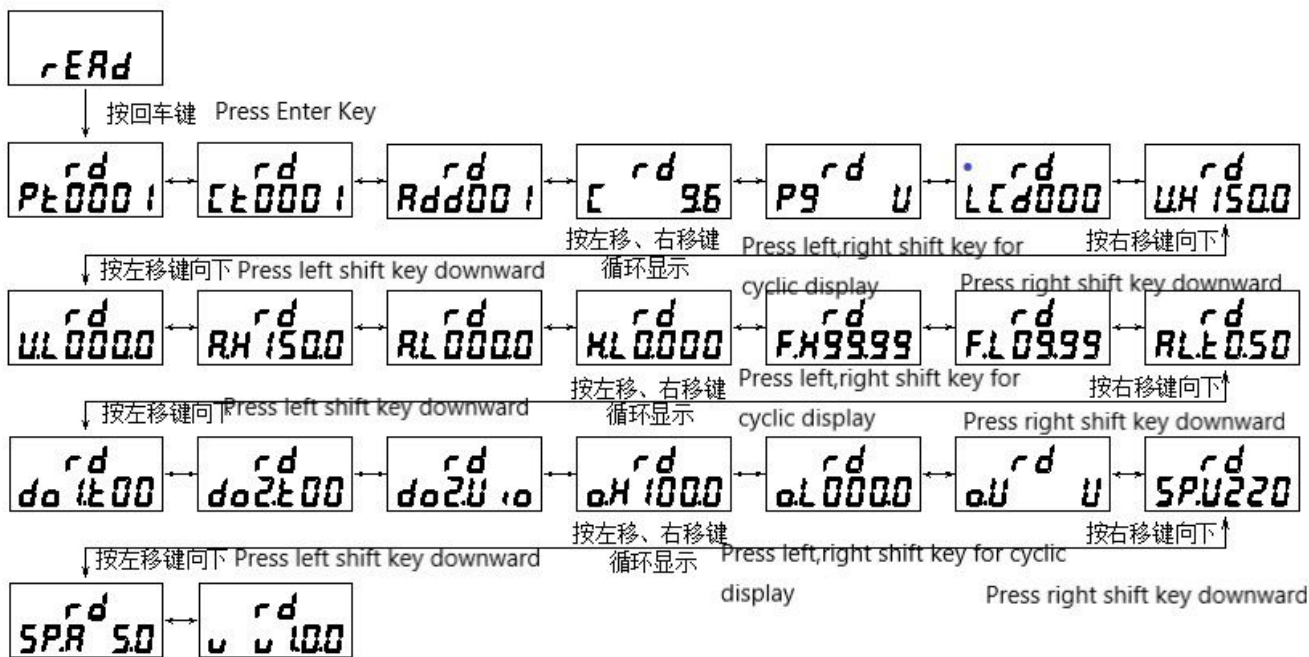 rEAd
按回车键 Press Enter Key
rd rd rd rd rd rd rd
Pt0001 Ct0001 Add001 C 9.6 P9 U LCd000 U.H 150.0
按左移、右移键 Press left,right shift key for 按右移键向下
按左移键向下 Press left shift key downward 循环显示 cyclic display Press right shift key downward
rd rd rd rd rd rd rd
U.L 000.0 A.H 150.0 A.L 000.0 H.L 0.000 F.H99.99 F.L 09.99 AL.t 0.50
按左移、右移键 Press left,right shift key for 按右移键向下
按左移键向下 Press left shift key downward 循环显示 cyclic display Press right shift key downward
rd rd rd rd rd rd rd
do1.t00 do2.t00 do2.U io o.H 100.0 o.L 000.0 o.U U SP.U220
按左移、右移键 按右移键向下
按左移键向下 Press left shift key downward 循环显示 Press left,right shift key for cyclic
display Press right shift key downward
rd rd
SP.A 5.0 u u 1.0.0